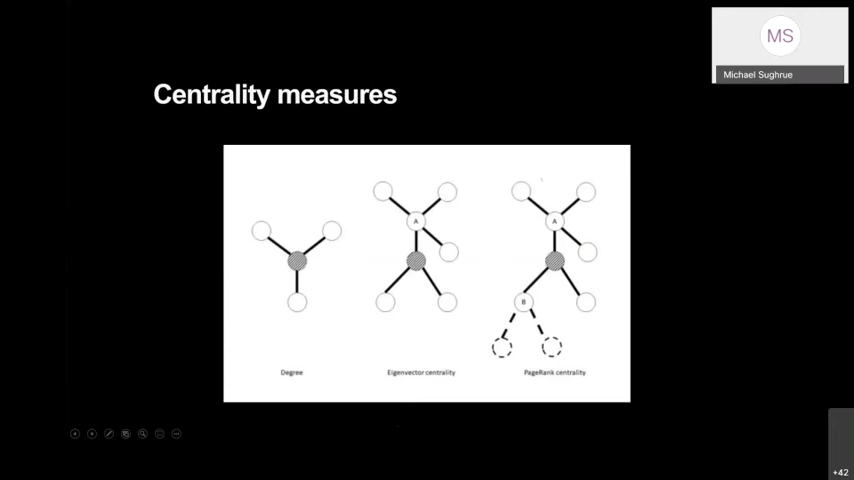 MS
Michael Sughrue
Centrality measures
A
A
B
Degree
Eigenvector centrality
PageRank centrality
+42